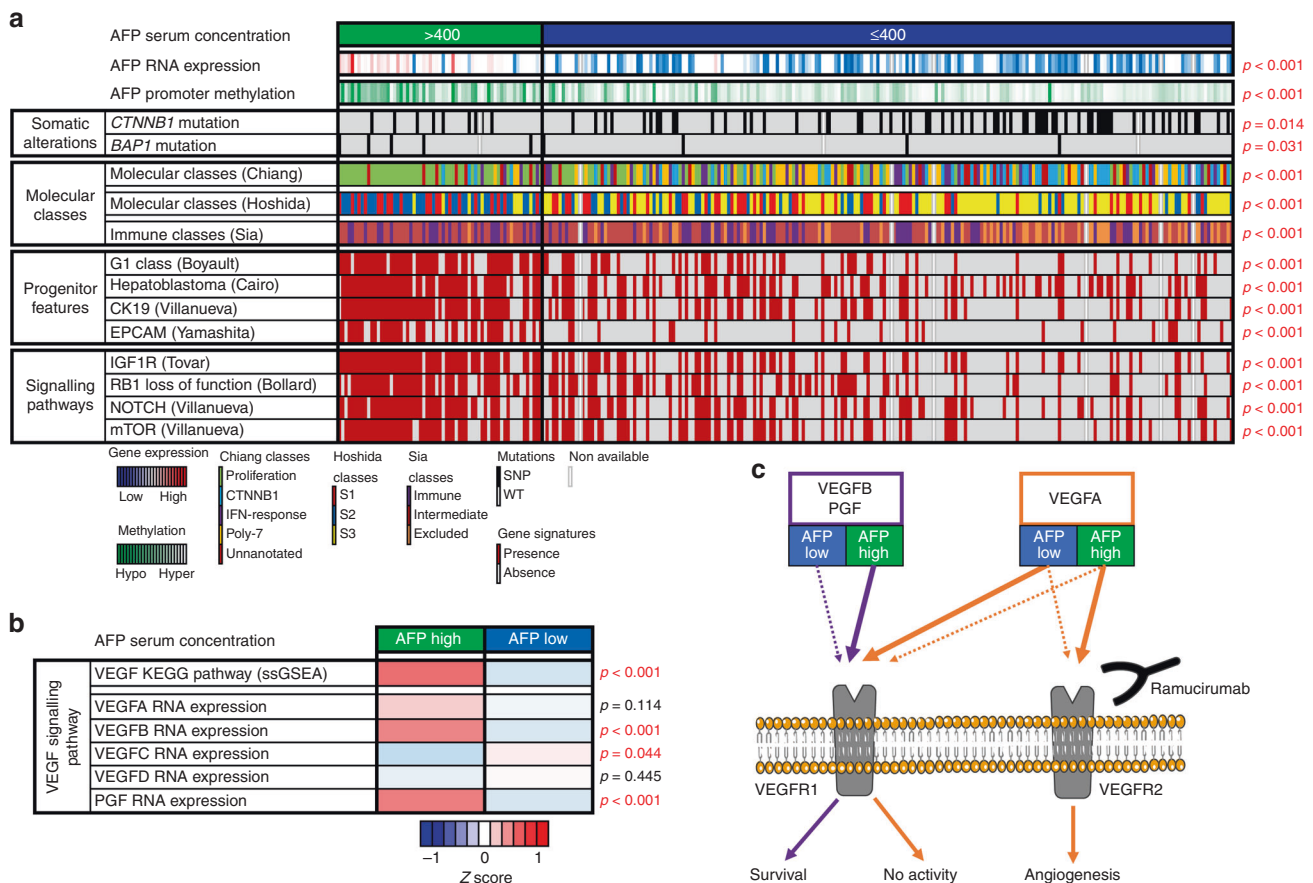 a
AFP serum concentration >400 ≤400
AFP RNA expression p < 0.001
AFP promoter methylation p < 0.001
Somatic alterations
CTNNB1 mutation p = 0.014
BAP1 mutation p = 0.031
Molecular classes
Molecular classes (Chiang) p < 0.001
Molecular classes (Hoshida) p < 0.001
Immune classes (Sia) p < 0.001
Progenitor features
G1 class (Boyault) p < 0.001
Hepatoblastoma (Cairo) p < 0.001
CK19 (Villanueva) p < 0.001
EPCAM (Yamashita) p < 0.001
Signalling pathways
IGF1R (Tovar) p < 0.001
RB1 loss of function (Bollard) p < 0.001
NOTCH (Villanueva) p < 0.001
mTOR (Villanueva) p < 0.001
Gene expression
Low High
Methylation
Hypo Hyper
Chiang classes
Proliferation
CTNNB1
IFN-response
Poly-7
Unnanotated
Hoshida
classes
S1
S2
S3
Sia
classes
Immune
Intermediate
Excluded
Mutations
SNP
WT
Non available
Gene signatures
Presence
Absence
b
AFP serum concentration AFP high AFP low
VEGF signalling
pathway
VEGF KEGG pathway (ssGSEA) p < 0.001
VEGFA RNA expression p = 0.114
VEGFB RNA expression p < 0.001
VEGFC RNA expression p = 0.044
VEGFD RNA expression p = 0.445
PGF RNA expression p < 0.001
−1 0 1
Z score
c
VEGFB
PGF
AFP low
AFP high
VEGFA
AFP low
AFP high
Ramucirumab
VEGFR1
VEGFR2
Survival
No activity
Angiogenesis